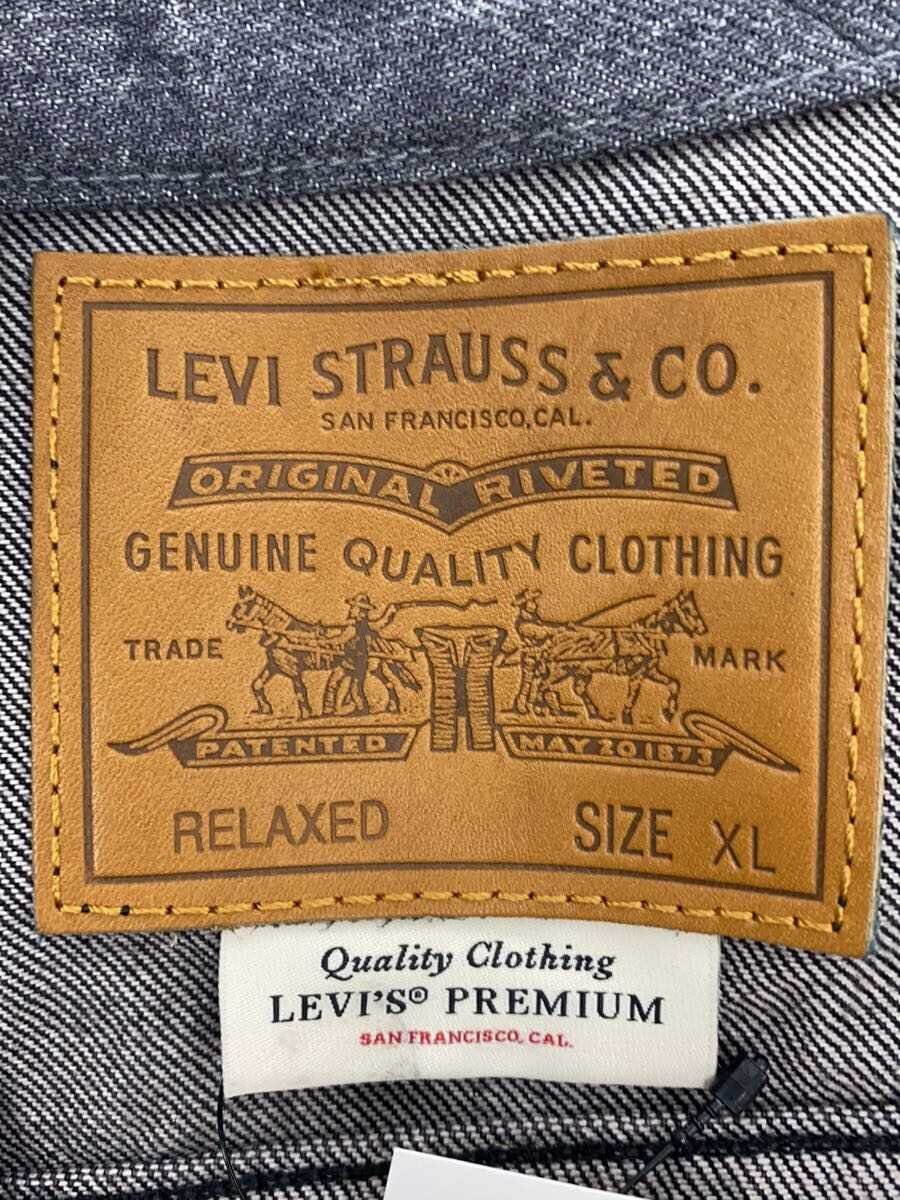 LEVI STRAUSS & CO.
SAN FRANCISCO, CAL.
ORIGINAL RIVETED
GENUINE QUALITY CLOTHING
TRADE MARK
PATENTED MAY 20 1873
RELAXED SIZE XL
Quality Clothing
LEVI'S® PREMIUM
SAN FRANCISCO, CAL.